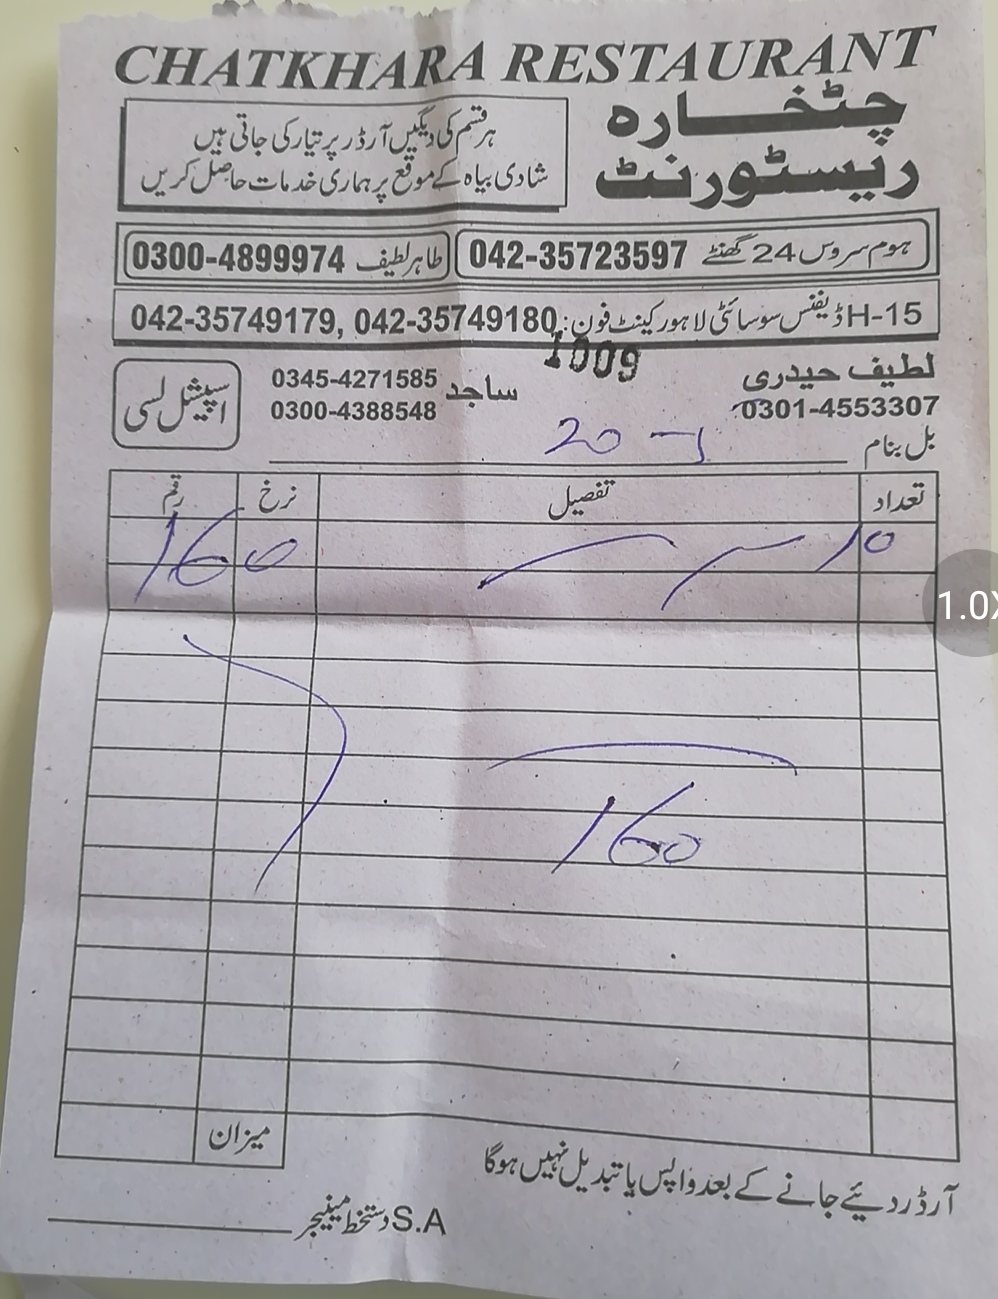 CHATKHARA RESTAURANT
چٹخارہ
ریسٹورنٹ
ہر قسم کی دیگیں آرڈر پر تیار کی جاتی ہیں
شادی بیاہ کے موقع پر ہماری خدمات حاصل کریں
ہوم سروس 24 گھنٹے 042-35723597
طاہر لطیف 0300-4899974
15-H ڈیفنس سوسائٹی لاہور کینٹ فون: 042-35749179, 042-35749180
1009
لطیف حیدری
0301-4553307
ساجد 0345-4271585
0300-4388548
اسپیشل لسی
بل بنام
20
تعداد تفصیل نرخ رقم
10 160
160
میزان
آرڈر دئیے جانے کے بعد واپس یا تبدیل نہیں ہوگا
S.A دستخط مینیجر
1.0X